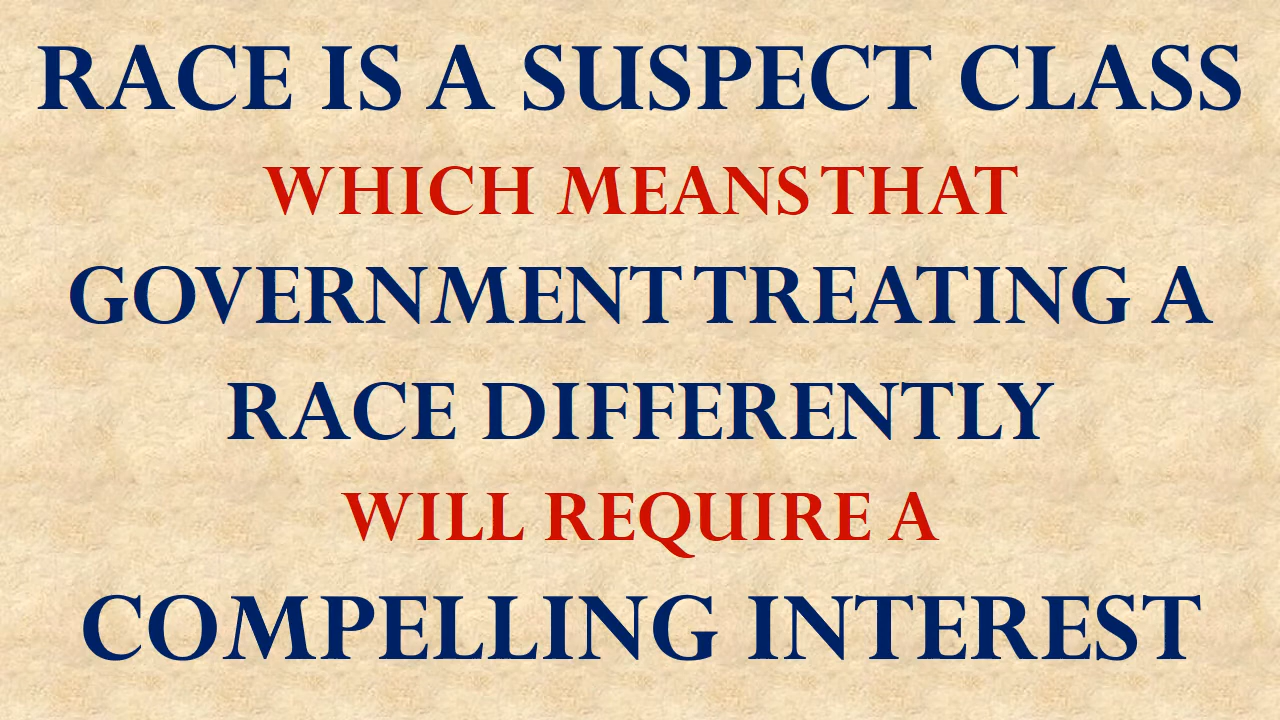 RACE IS A SUSPECT CLASS
WHICH MEANS THAT
GOVERNMENT TREATING A
RACE DIFFERENTLY
WILL REQUIRE A
COMPELLING INTEREST